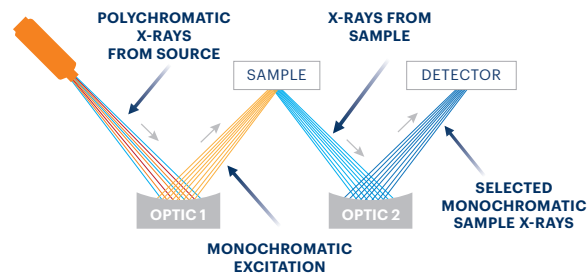 POLYCHROMATIC
X-RAYS
FROM SOURCE
X-RAYS FROM
SAMPLE
SAMPLE
DETECTOR
OPTIC 1
OPTIC 2
MONOCHROMATIC
EXCITATION
SELECTED
MONOCHROMATIC
SAMPLE X-RAYS